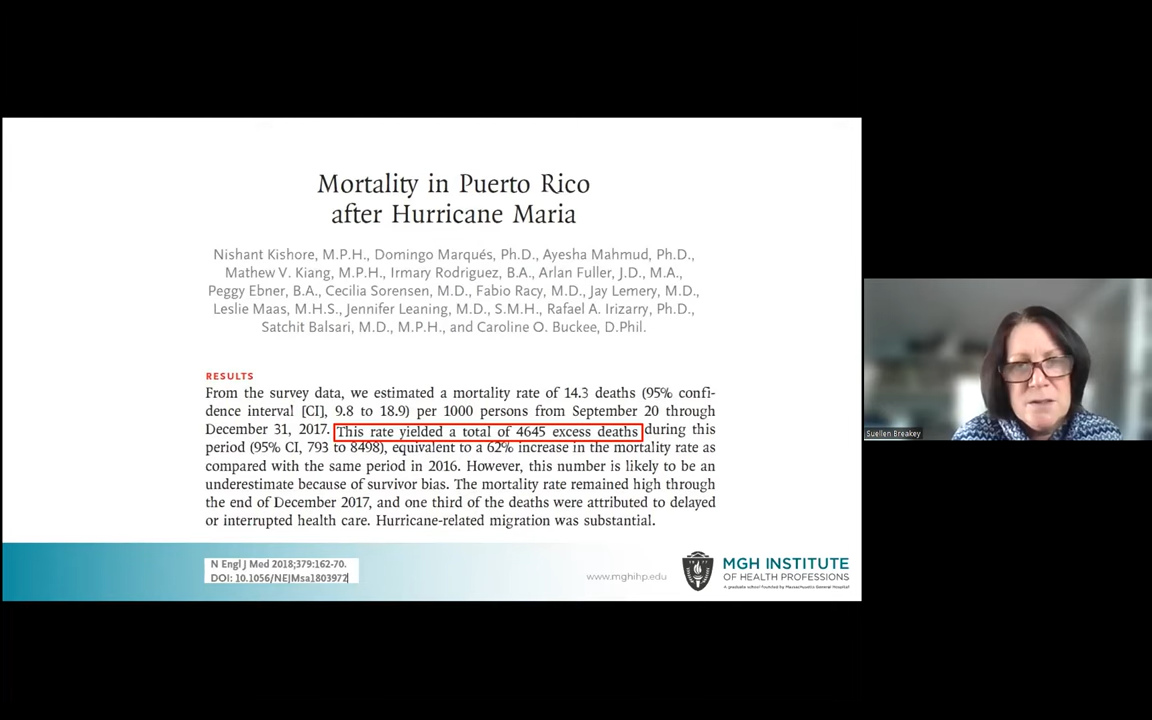 Mortality in Puerto Rico
after Hurricane Maria
Nishant Kishore, M.P.H., Domingo Marqués, Ph.D., Ayesha Mahmud, Ph.D.,
Mathew V. Kiang, M.P.H., Irmary Rodriguez, B.A., Arlan Fuller, J.D., M.A.,
Peggy Ebner, B.A., Cecilia Sorensen, M.D., Fabio Racy, M.D., Jay Lemery, M.D.,
Leslie Maas, M.H.S., Jennifer Leaning, M.D., S.M.H., Rafael A. Irizarry, Ph.D.,
Satchit Balsari, M.D., M.P.H., and Caroline O. Buckee, D.Phil.
RESULTS
From the survey data, we estimated a mortality rate of 14.3 deaths (95% confi-
dence interval [CI], 9.8 to 18.9) per 1000 persons from September 20 through
December 31, 2017. This rate yielded a total of 4645 excess deaths during this
period (95% CI, 793 to 8498), equivalent to a 62% increase in the mortality rate as
compared with the same period in 2016. However, this number is likely to be an
underestimate because of survivor bias. The mortality rate remained high through
the end of December 2017, and one third of the deaths were attributed to delayed
or interrupted health care. Hurricane-related migration was substantial.
N Engl J Med 2018;379:162-70.
DOI: 10.1056/NEJMsa1803972
www.mghihp.edu
MGH INSTITUTE
OF HEALTH PROFESSIONS
A graduate school founded by Massachusetts General Hospital
Suellen Breakey